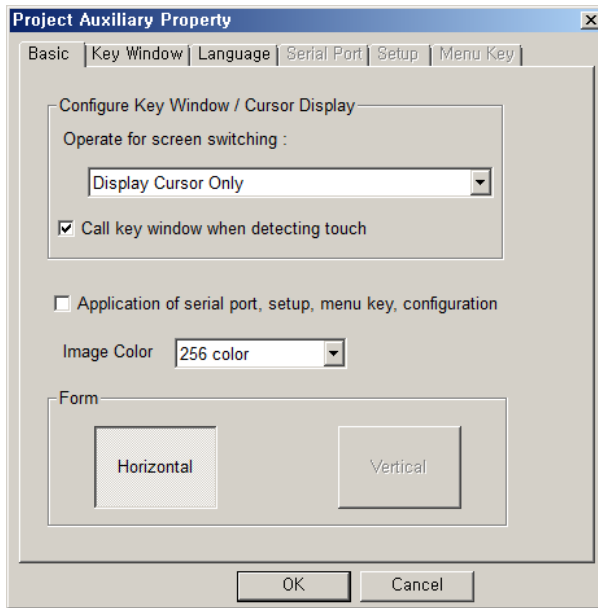 Project Auxiliary Property
Basic Key Window Language Serial Port Setup Menu Key
Configure Key Window / Cursor Display
Operate for screen switching :
Display Cursor Only
Call key window when detecting touch
Application of serial port, setup, menu key, configuration
Image Color 256 color
Form
Horizontal Vertical
OK Cancel